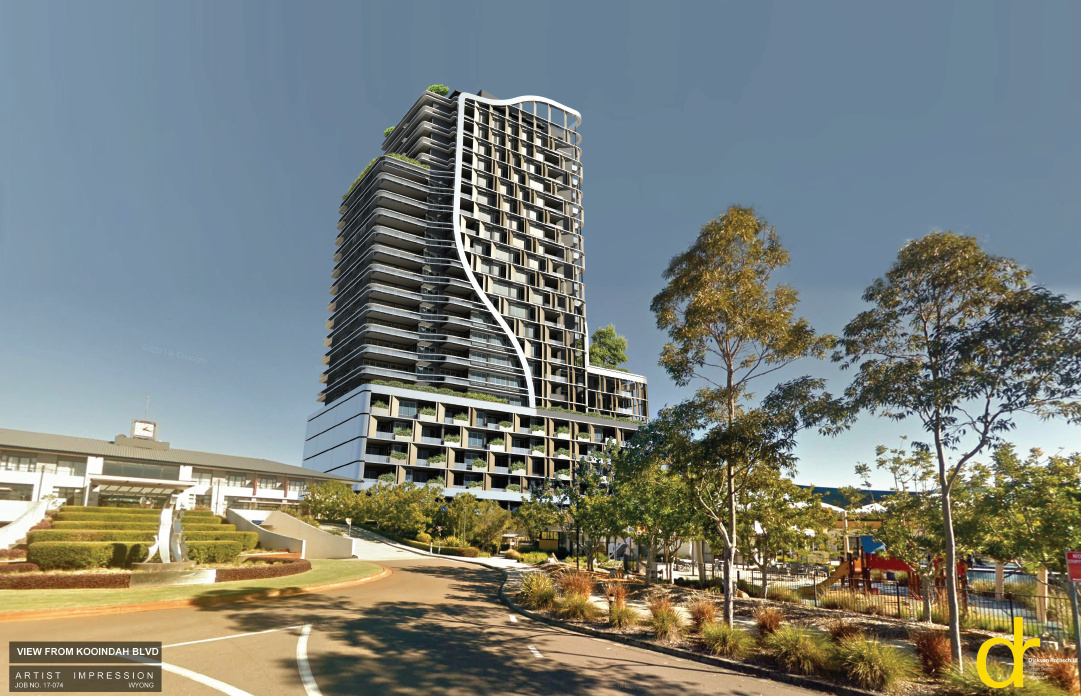 VIEW FROM KOOINDAH BLVD
ARTIST IMPRESSION
JOB NO. 17-074 WYONG
dr